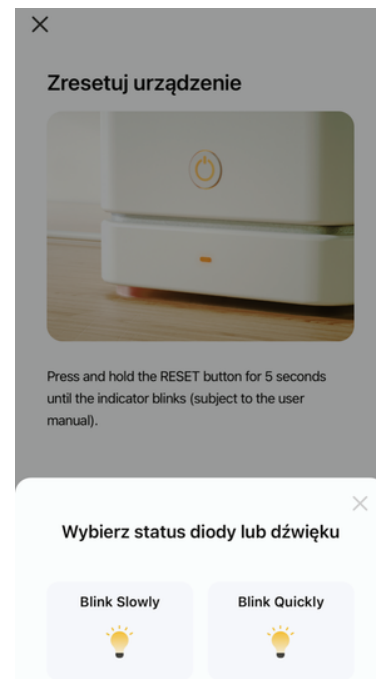 Zresetuj urządzenie
Press and hold the RESET button for 5 seconds
until the indicator blinks (subject to the user
manual).
Wybierz status diody lub dźwięku
Blink Slowly
Blink Quickly